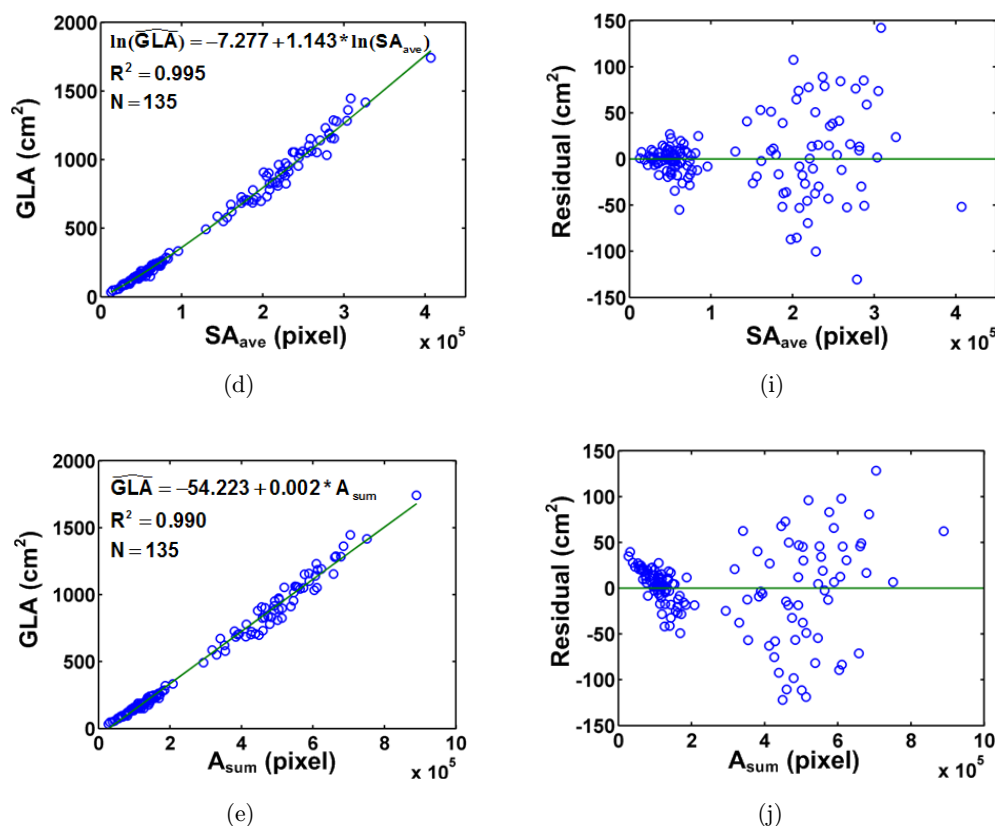 2000
1500
1000
500
0
GLA (cm²)
ln(GLA) = −7.277 + 1.143* ln(SA_ave)
R² = 0.995
N = 135
0 1 2 3 4
SA_ave (pixel)
x 10⁵
(d)
150
100
50
0
-50
-100
-150
Residual (cm²)
0 1 2 3 4
SA_ave (pixel)
x 10⁵
(i)
2000
1500
1000
500
0
GLA (cm²)
GLA = −54.223 + 0.002* A_sum
R² = 0.990
N = 135
0 2 4 6 8 10
A_sum (pixel)
x 10⁵
(e)
150
100
50
0
-50
-100
-150
Residual (cm²)
0 2 4 6 8 10
A_sum (pixel)
x 10⁵
(j)